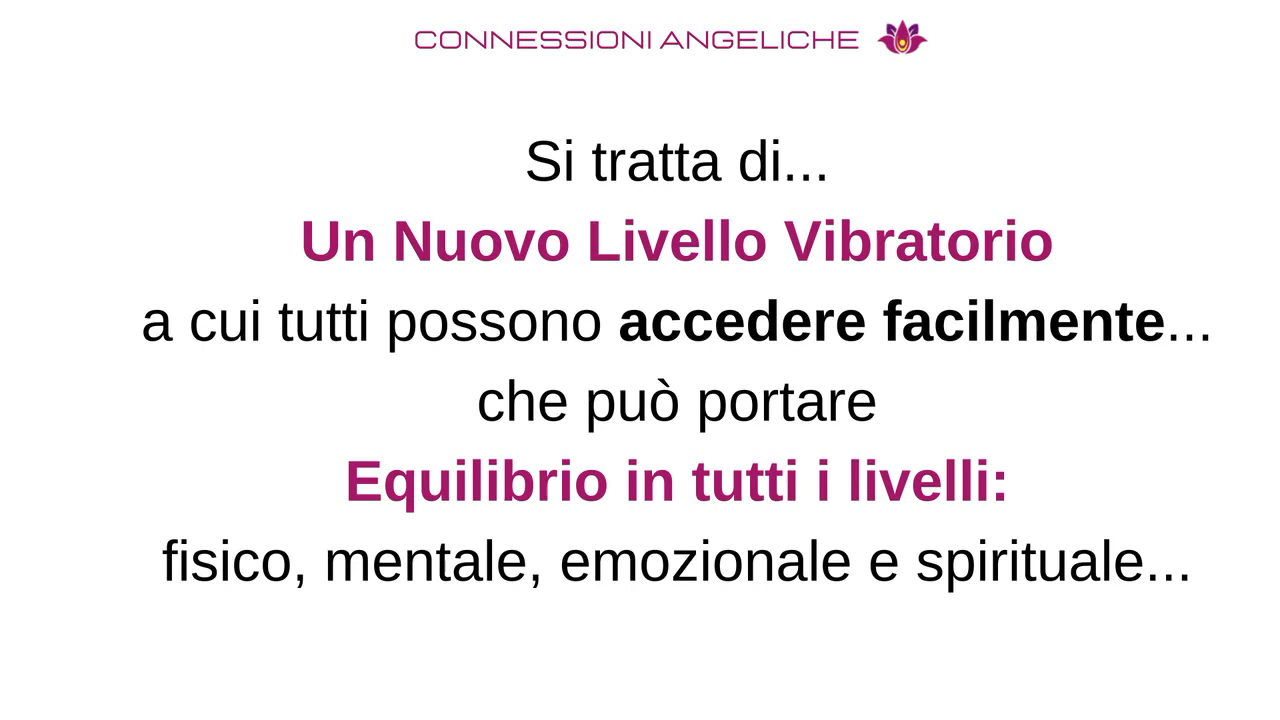 CONNESSIONI ANGELICHE
Si tratta di...
Un Nuovo Livello Vibratorio
a cui tutti possono accedere facilmente...
che può portare
Equilibrio in tutti i livelli:
fisico, mentale, emozionale e spirituale...